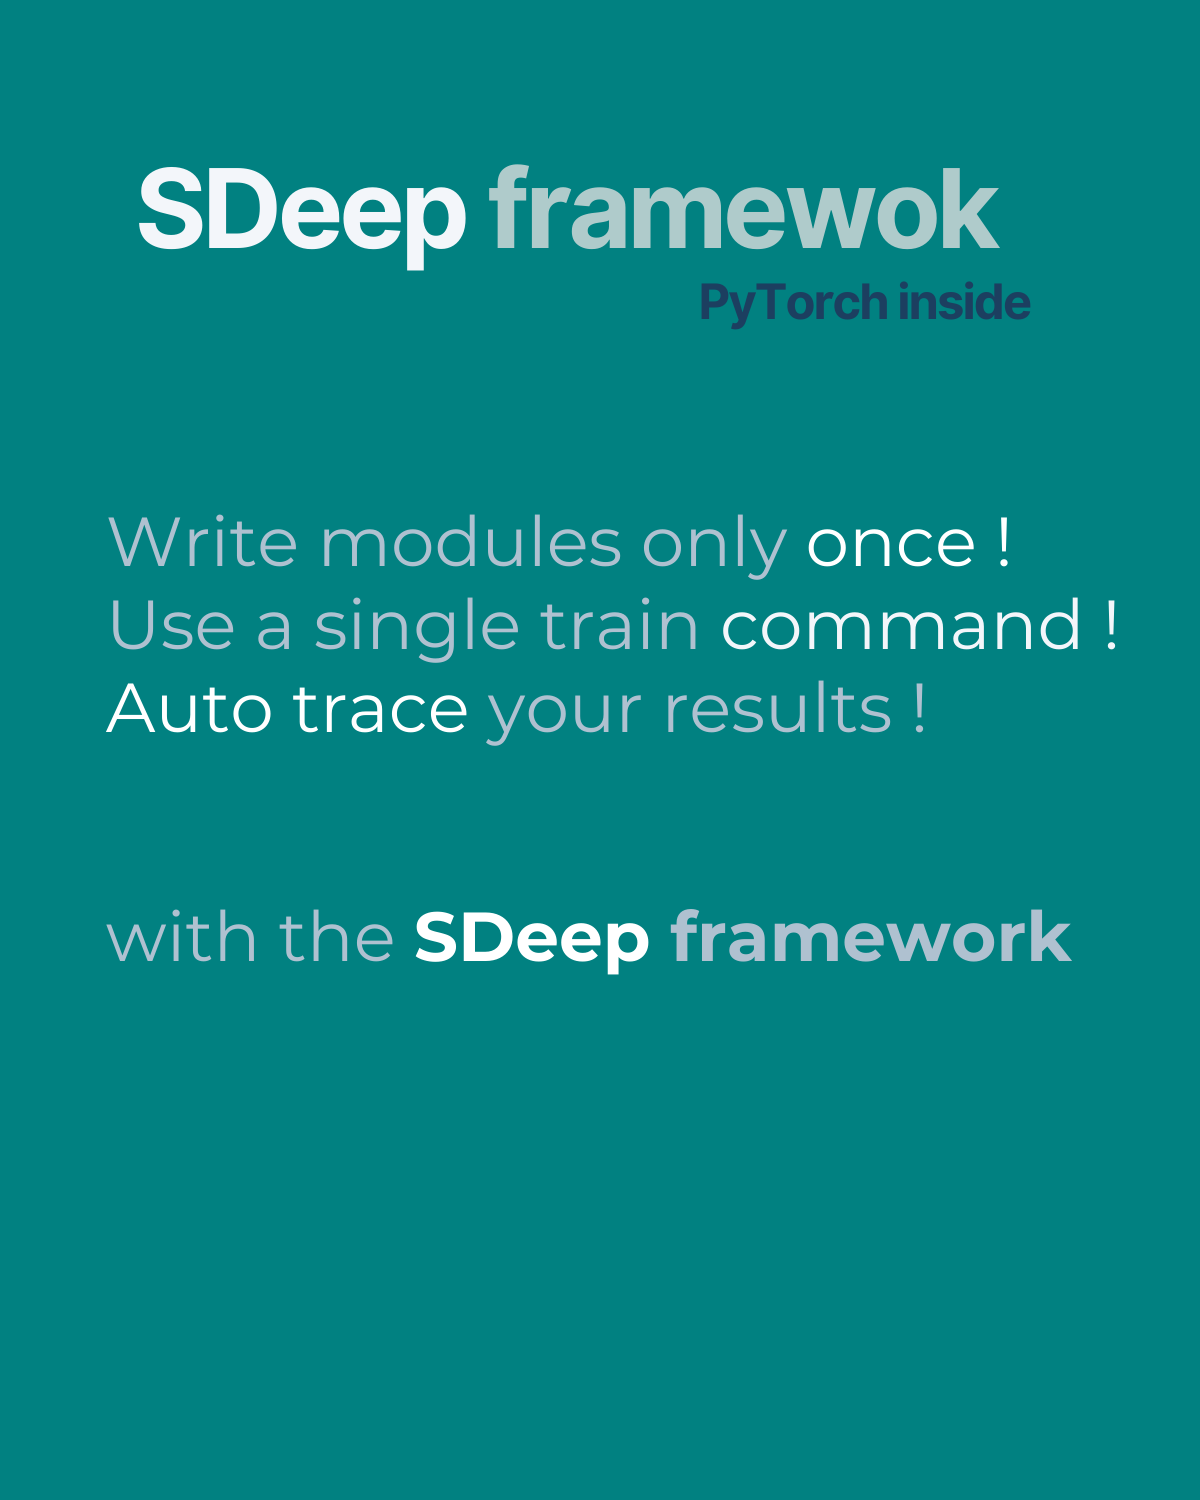 SDeep framewok
PyTorch inside
Write modules only once !
Use a single train command !
Auto trace your results !
with the SDeep framework